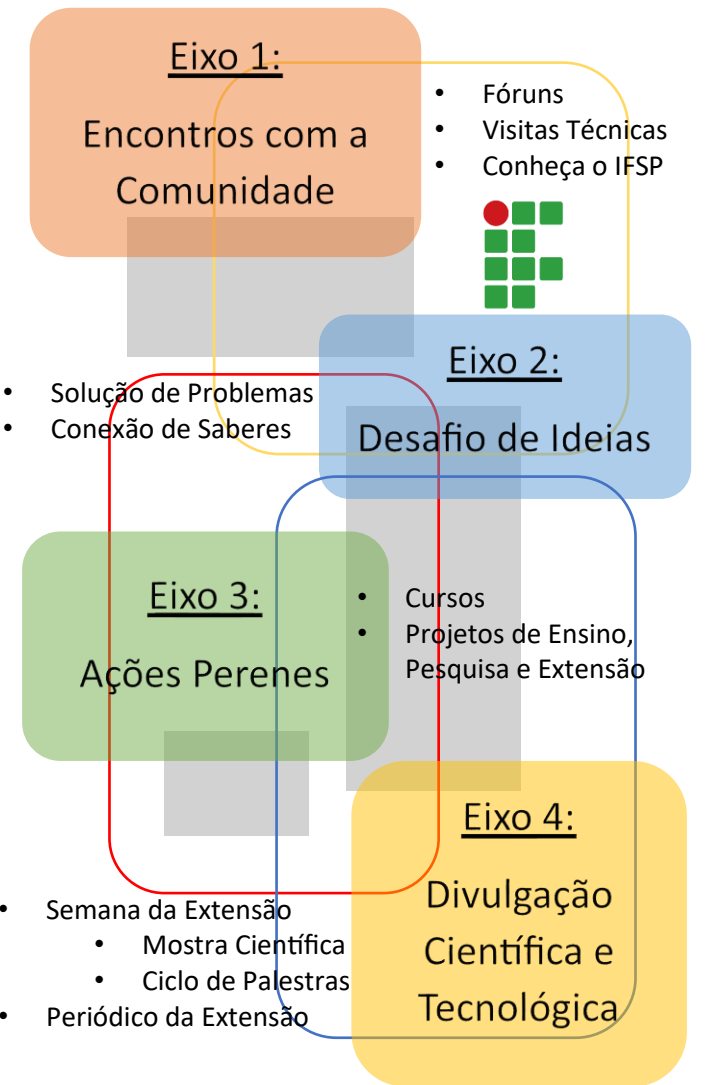 Eixo 1:
Encontros com a
Comunidade
• Fóruns
• Visitas Técnicas
• Conheça o IFSP
Eixo 2:
Desafio de Ideias
• Solução de Problemas
• Conexão de Saberes
Eixo 3:
Ações Perenes
• Cursos
• Projetos de Ensino,
Pesquisa e Extensão
Eixo 4:
Divulgação
Científica e
Tecnológica
• Semana da Extensão
• Mostra Científica
• Ciclo de Palestras
• Periódico da Extensão